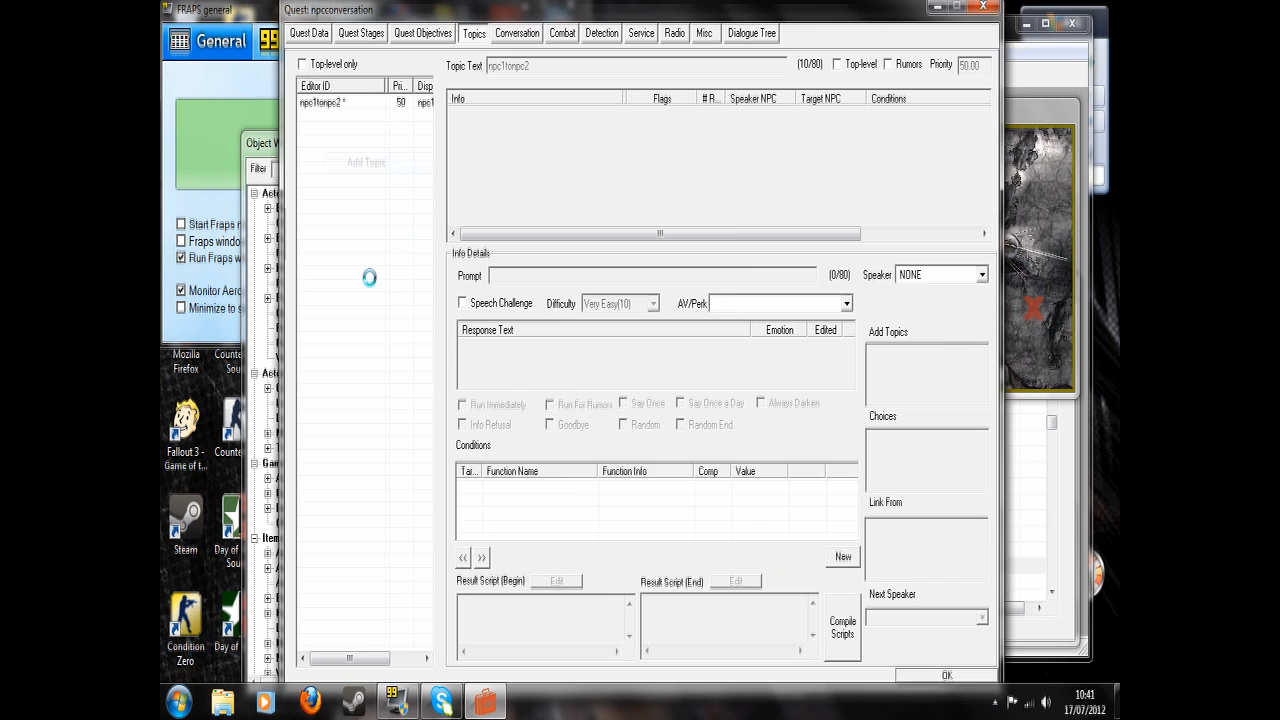 FRAPS general
General
99
Start Fraps
Fraps windo
Run Fraps w
Monitor Aero
Minimize to s
Object W
Filter
Quest: npcconversation
Quest Data
Quest Stages
Quest Objectives
Topics
Conversation
Combat
Detection
Service
Radio
Misc
Dialogue Tree
Top-level only
Topic Text
npc1tonpc2
(10/80)
Top-level
Rumors
Priority
50.00
Editor ID
Pri...
Disp
npc1tonpc2 *
50
npc1
Add Topic
Info
Flags
# R...
Speaker NPC
Target NPC
Conditions
Info Details
Prompt
(0/80)
Speaker
NONE
Speech Challenge
Difficulty
Very Easy(10)
AV/Perk
Response Text
Emotion
Edited
Add Topics
Run Immediately
Run For Rumors
Say Once
Say Once a Day
Always Darken
Info Refusal
Goodbye
Random
Random End
Choices
Conditions
Tar...
Function Name
Function Info
Comp
Value
Link From
<<
>>
New
Result Script (Begin)
Edit
Result Script (End)
Edit
Next Speaker
Compile
Scripts
OK
Acto
Acto
Gam
Item
Mozilla
Firefox
Counte
Sou
Fallout 3 -
Game of t...
Counte
Steam
Day of
Sou
Condition
Zero
Day of
99
10:41
17/07/2012